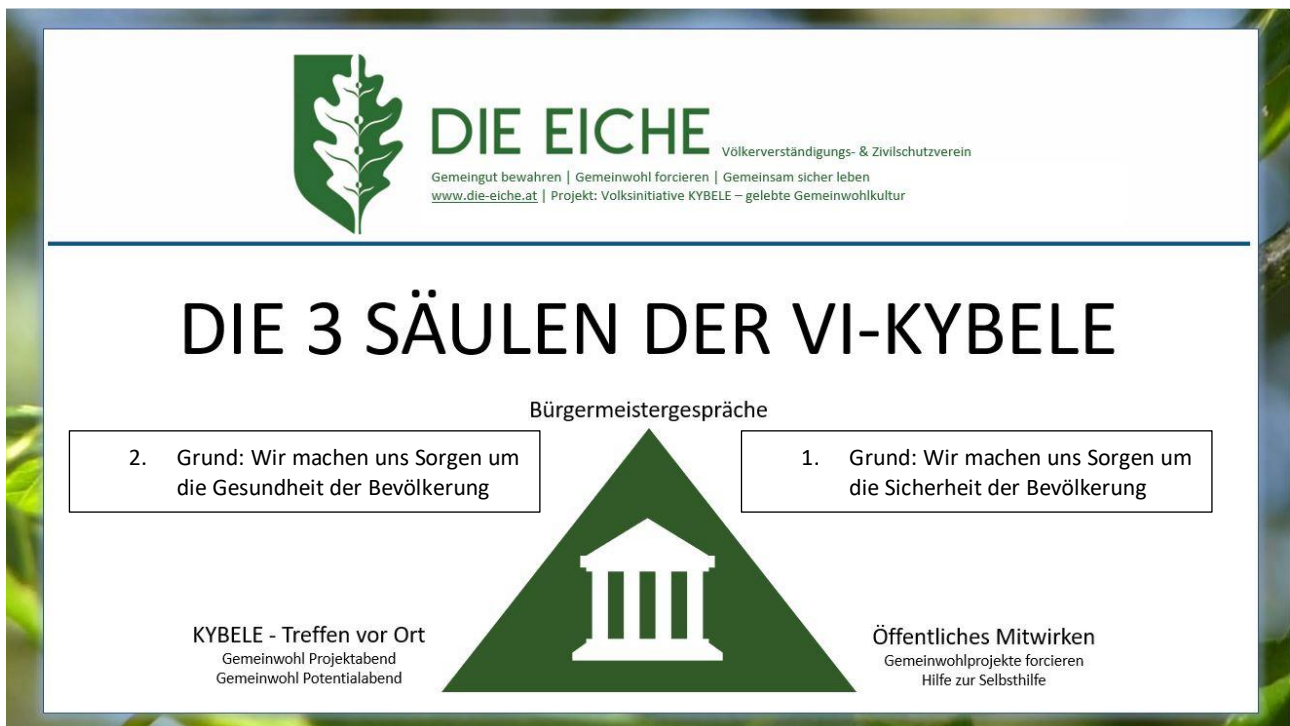 DIE EICHE Völkerverständigungs- & Zivilschutzverein
Gemeingut bewahren | Gemeinwohl forcieren | Gemeinsam sicher leben
www.die-eiche.at | Projekt: Volksinitiative KYBELE – gelebte Gemeinwohlkultur
DIE 3 SÄULEN DER VI-KYBELE
Bürgermeistergespräche
2. Grund: Wir machen uns Sorgen um
die Gesundheit der Bevölkerung
1. Grund: Wir machen uns Sorgen um
die Sicherheit der Bevölkerung
KYBELE - Treffen vor Ort
Gemeinwohl Projektabend
Gemeinwohl Potentialabend
Öffentliches Mitwirken
Gemeinwohlprojekte forcieren
Hilfe zur Selbsthilfe